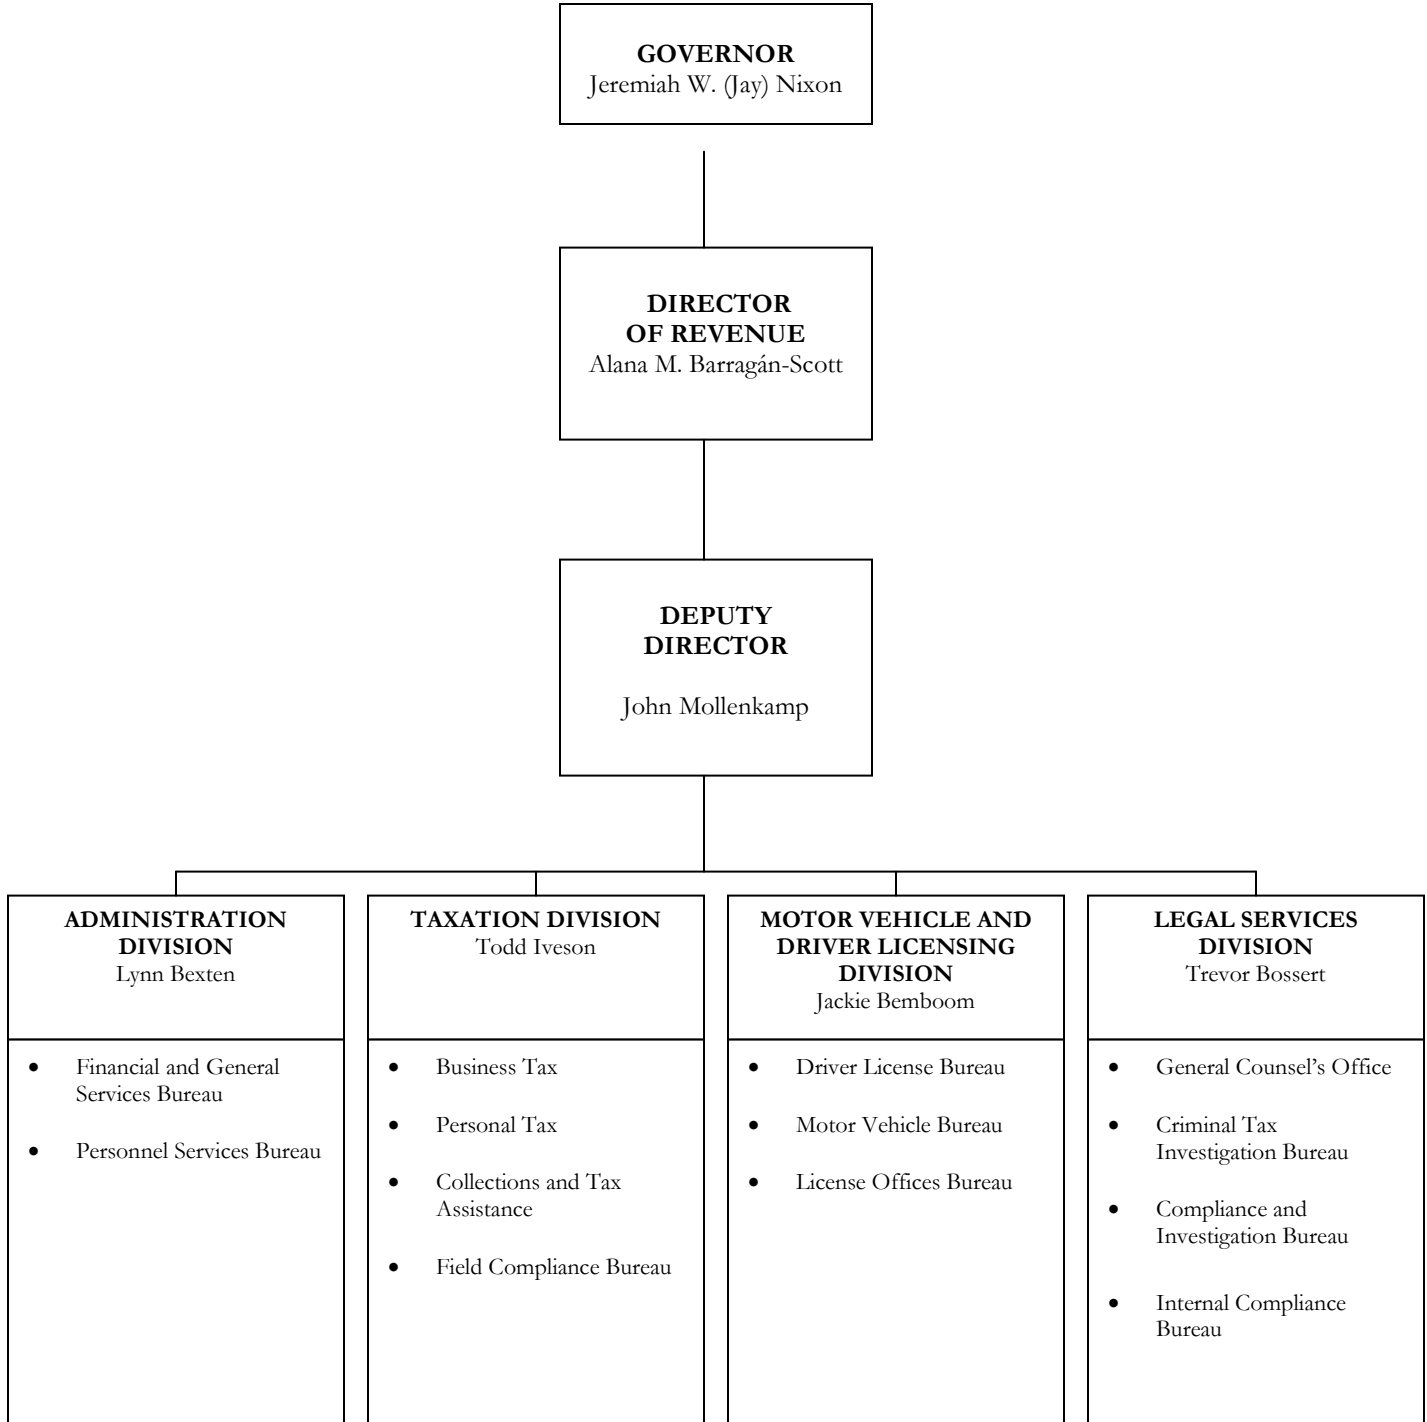 GOVERNOR
Jeremiah W. (Jay) Nixon
DIRECTOR
OF REVENUE
Alana M. Barragán-Scott
DEPUTY
DIRECTOR
John Mollenkamp
ADMINISTRATION
DIVISION
Lynn Bexten
• Financial and General
Services Bureau
• Personnel Services Bureau
TAXATION DIVISION
Todd Iveson
• Business Tax
• Personal Tax
• Collections and Tax
Assistance
• Field Compliance Bureau
MOTOR VEHICLE AND
DRIVER LICENSING
DIVISION
Jackie Bemboom
• Driver License Bureau
• Motor Vehicle Bureau
• License Offices Bureau
LEGAL SERVICES
DIVISION
Trevor Bossert
• General Counsel’s Office
• Criminal Tax
Investigation Bureau
• Compliance and
Investigation Bureau
• Internal Compliance
Bureau